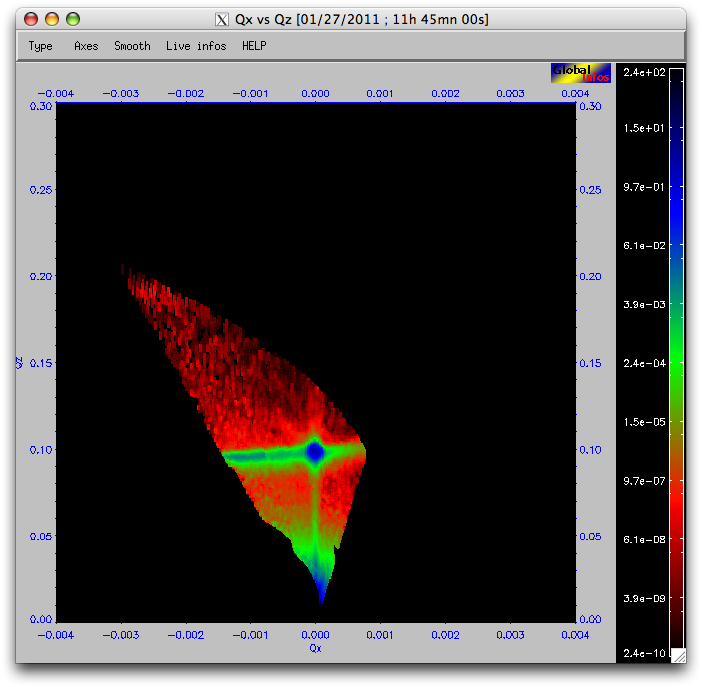 X Qx vs Qz [01/27/2011 ; 11h 45mn 00s]
Type Axes Smooth Live infos HELP
Global
Infos
-0.004 -0.003 -0.002 -0.001 0.000 0.001 0.002 0.003 0.004
0.30 0.30
0.25 0.25
0.20 0.20
0.15 0.15
0.10 0.10
0.05 0.05
0.00 0.00
Qz
-0.004 -0.003 -0.002 -0.001 0.000 0.001 0.002 0.003 0.004
Qx
2.4e+02
1.5e+01
9.7e-01
6.1e-02
3.9e-03
2.4e-04
1.5e-05
9.7e-07
6.1e-08
3.9e-09
2.4e-10